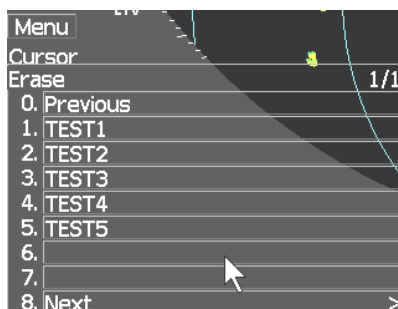 Menu
Cursor
Erase 1/1
0. Previous
1. TEST1
2. TEST2
3. TEST3
4. TEST4
5. TEST5
6.
7.
8. Next >